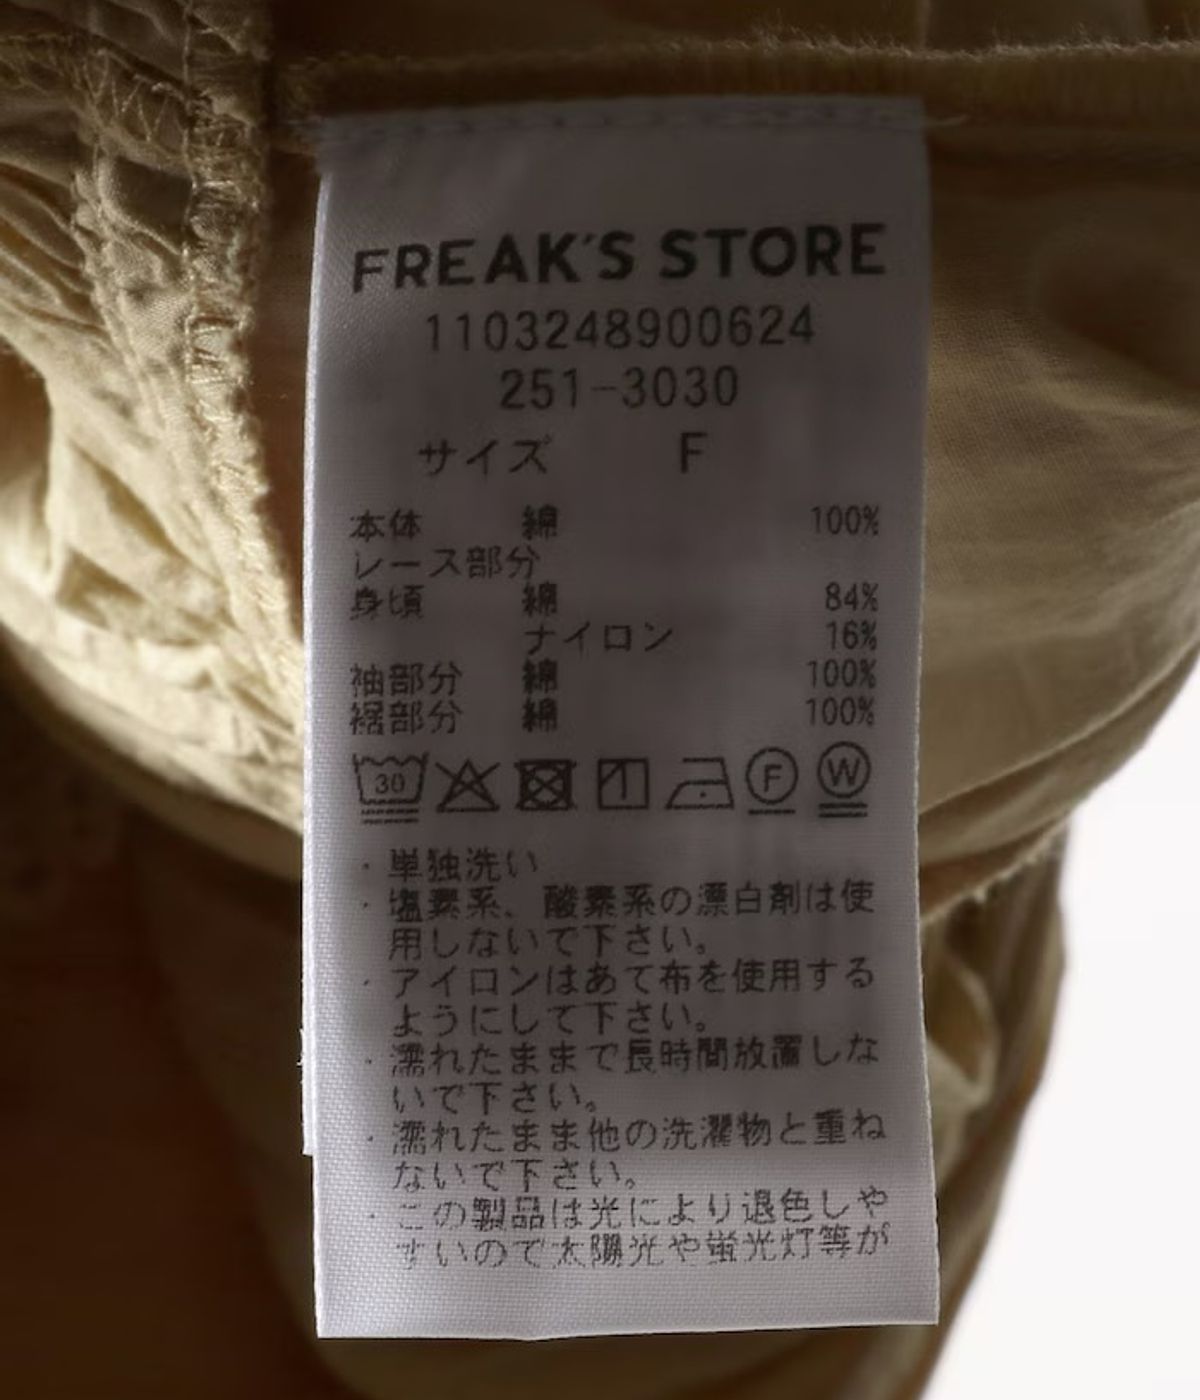 FREAK'S STORE
1103248900624
251-3030
サイズ F
本体 綿 100%
レース部分
身頃 綿 84%
ナイロン 16%
袖部分 綿 100%
裾部分 綿 100%
30 F W
・単独洗い
・塩素系、酸素系の漂白剤は使
用しないで下さい。
・アイロンはあて布を使用する
ようにして下さい。
・濡れたままで長時間放置しな
いで下さい。
・濡れたまま他の洗濯物と重ね
ないで下さい。
・この製品は光により退色しや
すいので太陽光や蛍光灯等が